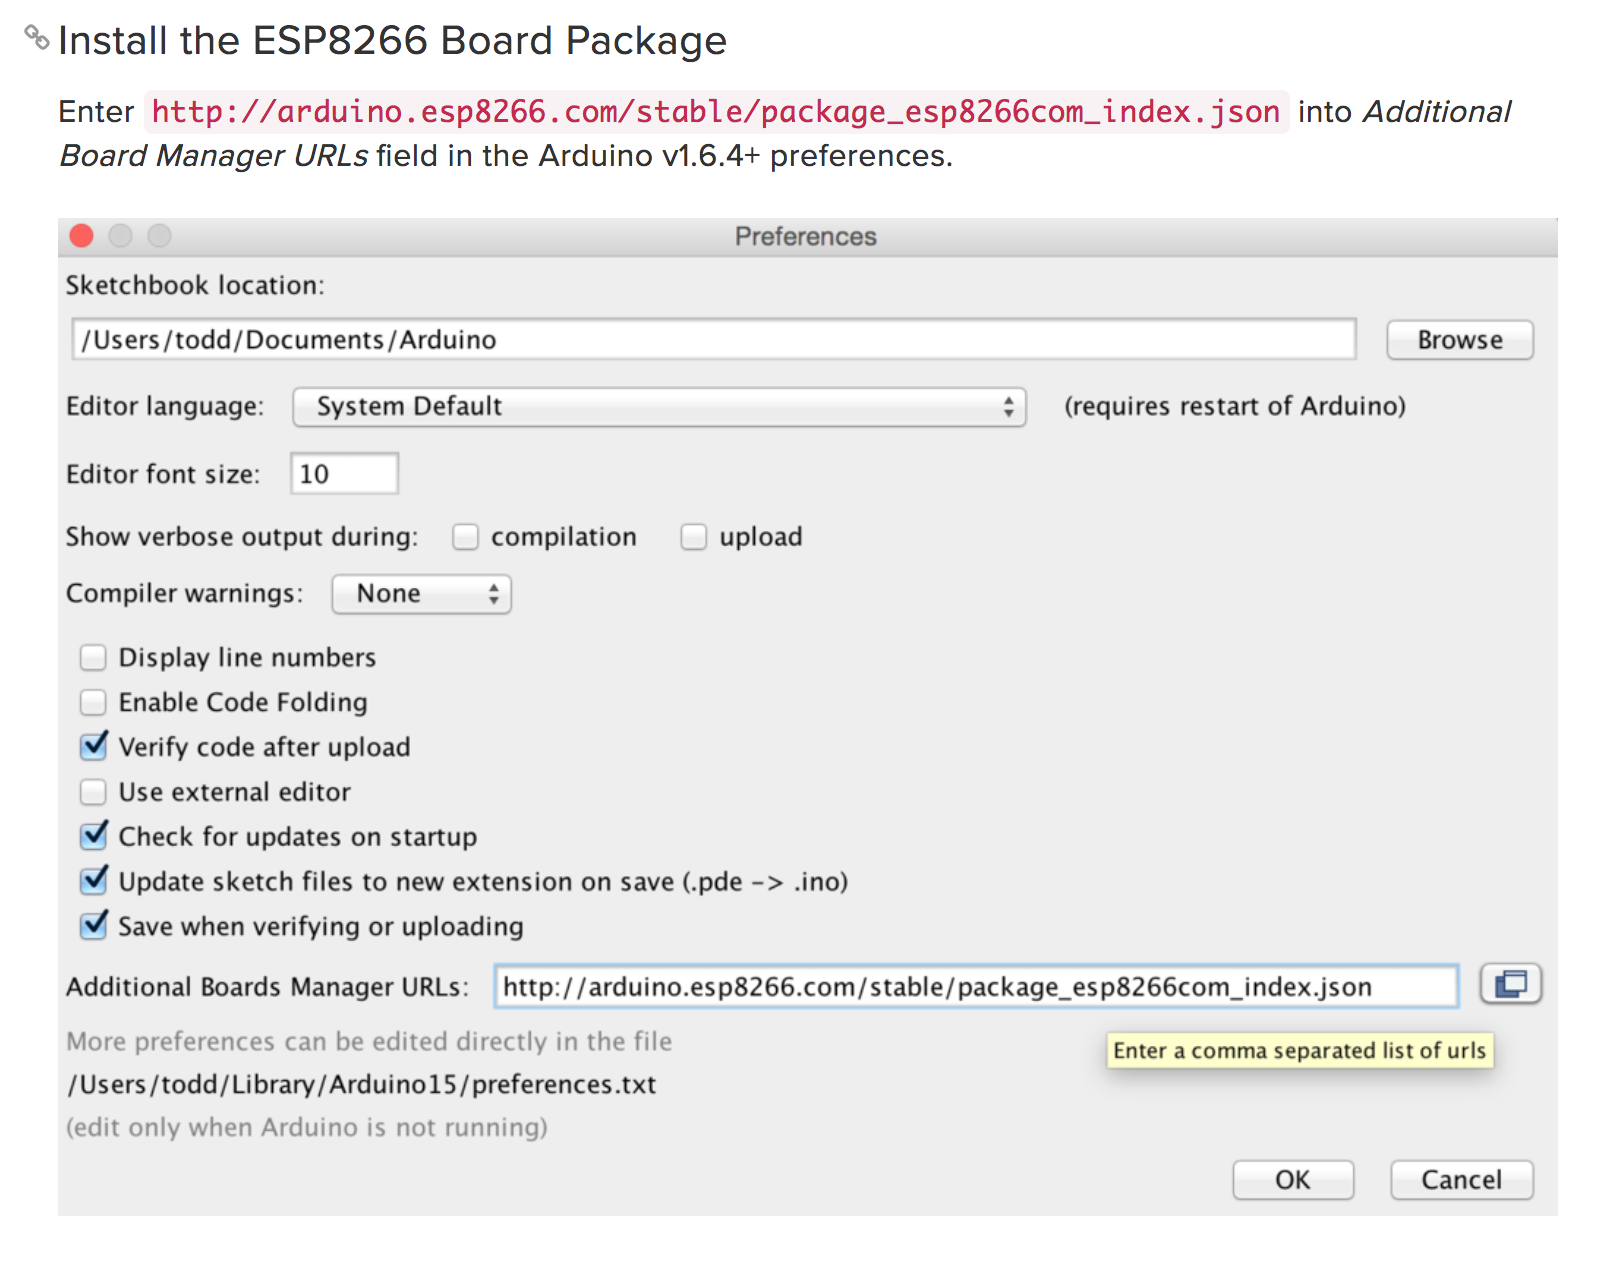 Install the ESP8266 Board Package
Enter http://arduino.esp8266.com/stable/package_esp8266com_index.json into Additional
Board Manager URLs field in the Arduino v1.6.4+ preferences.
Preferences
Sketchbook location:
/Users/todd/Documents/Arduino Browse
Editor language: System Default (requires restart of Arduino)
Editor font size: 10
Show verbose output during: compilation upload
Compiler warnings: None
Display line numbers
Enable Code Folding
Verify code after upload
Use external editor
Check for updates on startup
Update sketch files to new extension on save (.pde -> .ino)
Save when verifying or uploading
Additional Boards Manager URLs: http://arduino.esp8266.com/stable/package_esp8266com_index.json
More preferences can be edited directly in the file
Enter a comma separated list of urls
/Users/todd/Library/Arduino15/preferences.txt
(edit only when Arduino is not running)
OK Cancel